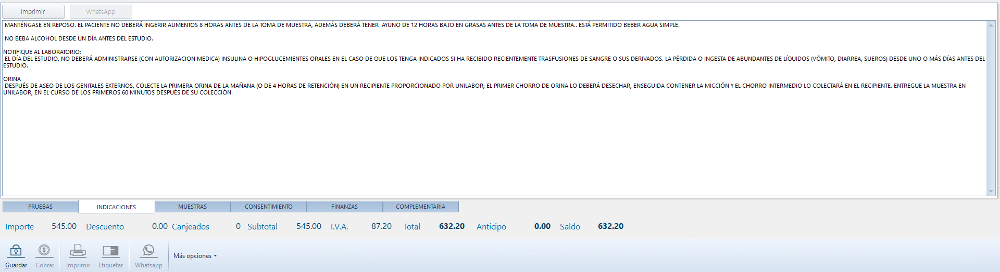 Imprimir WhatsApp
MANTÉNGASE EN REPOSO. EL PACIENTE NO DEBERÁ INGERIR ALIMENTOS 8 HORAS ANTES DE LA TOMA DE MUESTRA, ADEMÁS DEBERÁ TENER  AYUNO DE 12 HORAS BAJO EN GRASAS ANTES DE LA TOMA DE MUESTRA.. ESTÁ PERMITIDO BEBER AGUA SIMPLE.
NO BEBA ALCOHOL DESDE UN DÍA ANTES DEL ESTUDIO.
NOTIFIQUE AL LABORATORIO:
EL DÍA DEL ESTUDIO, NO DEBERÁ ADMINISTRARSE (CON AUTORIZACION MEDICA) INSULINA O HIPOGLUCEMIENTES ORALES EN EL CASO DE QUE LOS TENGA INDICADOS SI HA RECIBIDO RECIENTEMENTE TRASFUSIONES DE SANGRE O SUS DERIVADOS. LA PÉRDIDA O INGESTA DE ABUNDANTES DE LÍQUIDOS (VÓMITO, DIARREA, SUEROS) DESDE UNO O MÁS DÍAS ANTES DEL
ESTUDIO.
ORINA
DESPUÉS DE ASEO DE LOS GENITALES EXTERNOS, COLECTE LA PRIMERA ORINA DE LA MAÑANA (O DE 4 HORAS DE RETENCIÓN) EN UN RECIPIENTE PROPORCIONADO POR UNILABOR; EL PRIMER CHORRO DE ORINA LO DEBERÁ DESECHAR, ENSEGUIDA CONTENER LA MICCIÓN Y EL CHORRO INTERMEDIO LO COLECTARÁ EN EL RECIPIENTE. ENTREGUE LA MUESTRA EN
UNILABOR, EN EL CURSO DE LOS PRIMEROS 60 MINUTOS DESPUÉS DE SU COLECCIÓN.
PRUEBAS INDICACIONES MUESTRAS CONSENTIMIENTO FINANZAS COMPLEMENTARIA
Importe 545.00 Descuento 0.00 Canjeados 0 Subtotal 545.00 I.V.A. 87.20 Total 632.20 Anticipo 0.00 Saldo 632.20
Guardar Cobrar Imprimir Etiquetar Whatsapp Más opciones